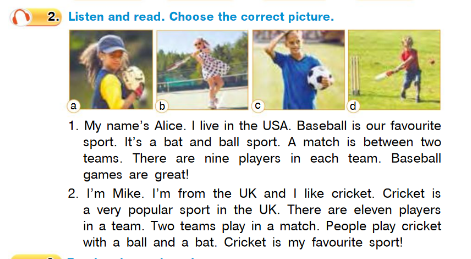 2. Listen and read. Choose the correct picture.
a b c d
1. My name's Alice. I live in the USA. Baseball is our favourite
sport. It's a bat and ball sport. A match is between two
teams. There are nine players in each team. Baseball
games are great!
2. I'm Mike. I'm from the UK and I like cricket. Cricket is
a very popular sport in the UK. There are eleven players
in a team. Two teams play in a match. People play cricket
with a ball and a bat. Cricket is my favourite sport!